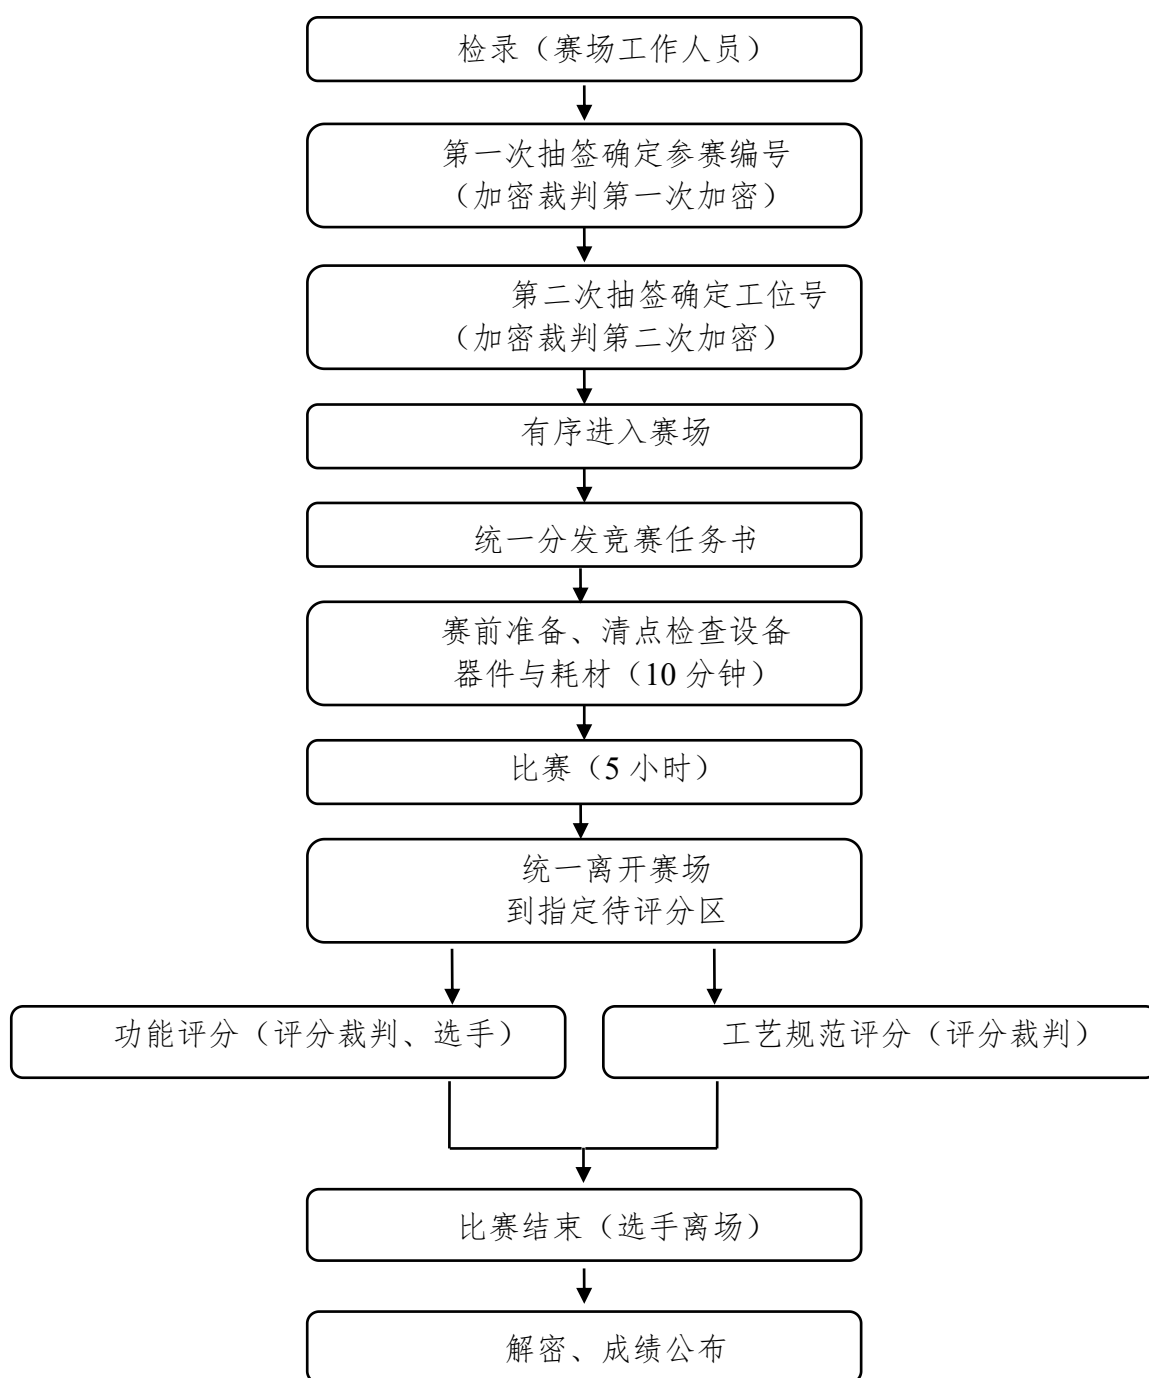 检录（赛场工作人员）
第一次抽签确定参赛编号
（加密裁判第一次加密）
第二次抽签确定工位号
（加密裁判第二次加密）
有序进入赛场
统一分发竞赛任务书
赛前准备、清点检查设备
器件与耗材（10 分钟）
比赛（5 小时）
统一离开赛场
到指定待评分区
功能评分（评分裁判、选手）
工艺规范评分（评分裁判）
比赛结束（选手离场）
解密、成绩公布